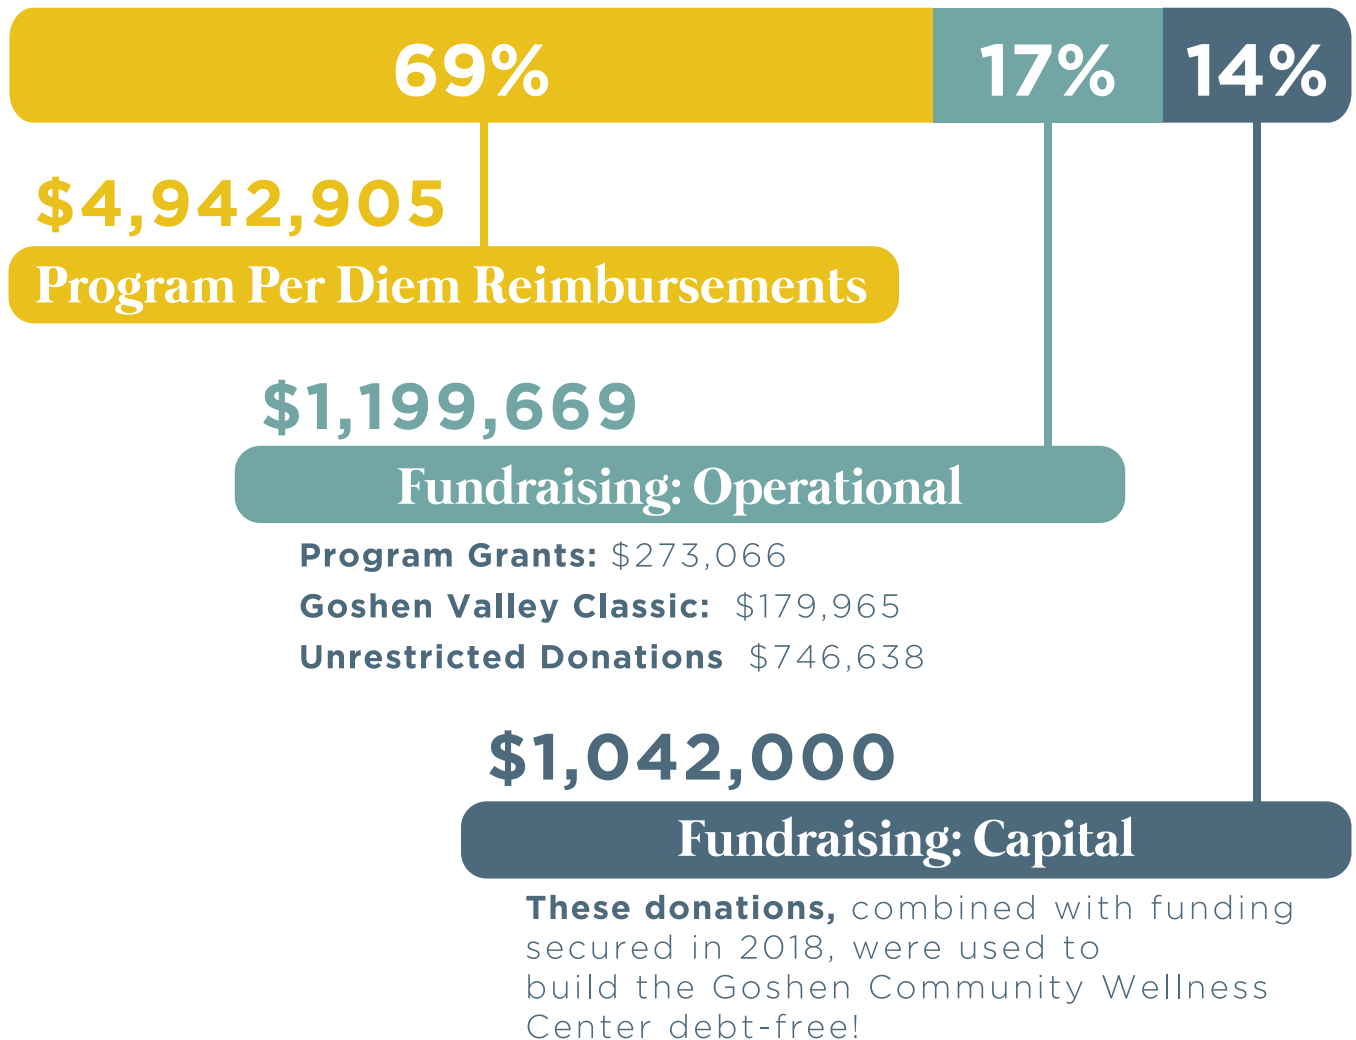 69% 17% 14%
$4,942,905
Program Per Diem Reimbursements
$1,199,669
Fundraising: Operational
Program Grants: $273,066
Goshen Valley Classic: $179,965
Unrestricted Donations $746,638
$1,042,000
Fundraising: Capital
These donations, combined with funding
secured in 2018, were used to
build the Goshen Community Wellness
Center debt-free!